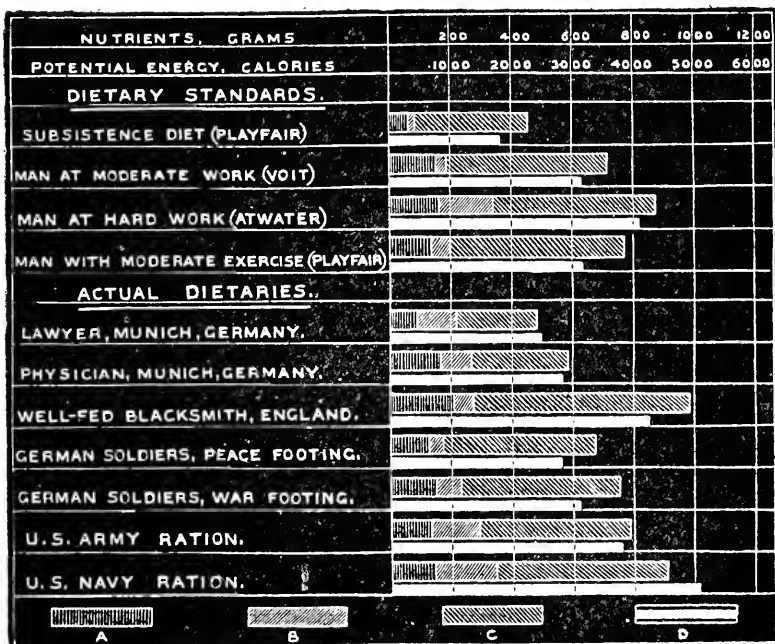 NUTRIENTS, GRAMS 200 400 600 800 1000 1200
POTENTIAL ENERGY, CALORIES 1000 2000 3000 4000 5000 6000
DIETARY STANDARDS.
SUBSISTENCE DIET (PLAYFAIR)
MAN AT MODERATE WORK (VOIT)
MAN AT HARD WORK (ATWATER)
MAN WITH MODERATE EXERCISE (PLAYFAIR)
ACTUAL DIETARIES.
LAWYER, MUNICH, GERMANY.
PHYSICIAN, MUNICH, GERMANY.
WELL-FED BLACKSMITH, ENGLAND.
GERMAN SOLDIERS, PEACE FOOTING.
GERMAN SOLDIERS, WAR FOOTING.
U.S. ARMY RATION.
U.S. NAVY RATION.
A B C D